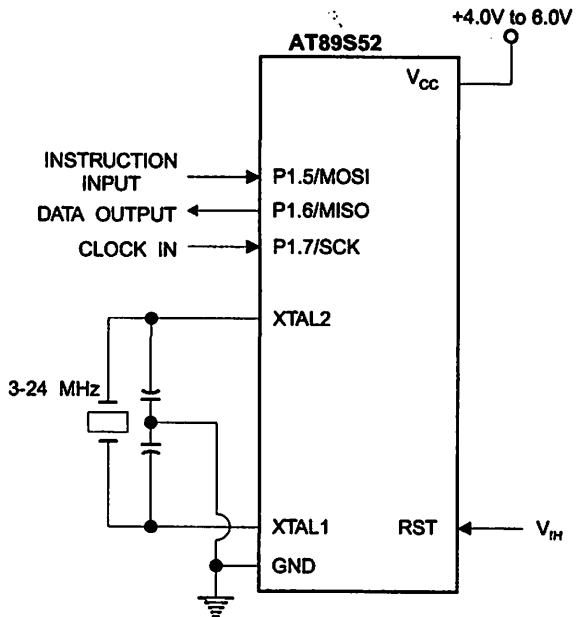 +4.0V to 6.0V
AT89S52
VCC
INSTRUCTION
INPUT
P1.5/MOSI
DATA OUTPUT
P1.6/MISO
CLOCK IN
P1.7/SCK
XTAL2
3-24 MHz
XTAL1
RST
VIH
GND